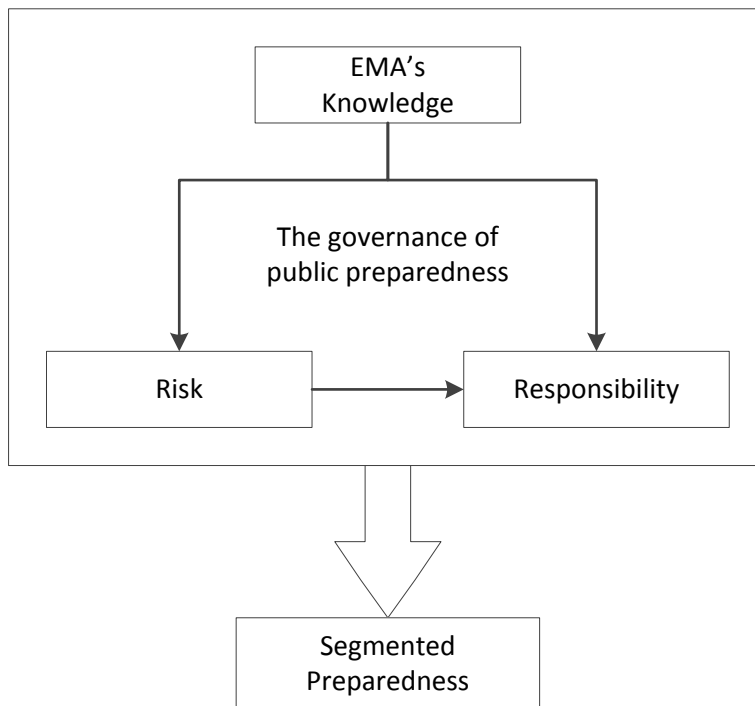 EMA’s
Knowledge
The governance of
public preparedness
Risk
Responsibility
Segmented
Preparedness